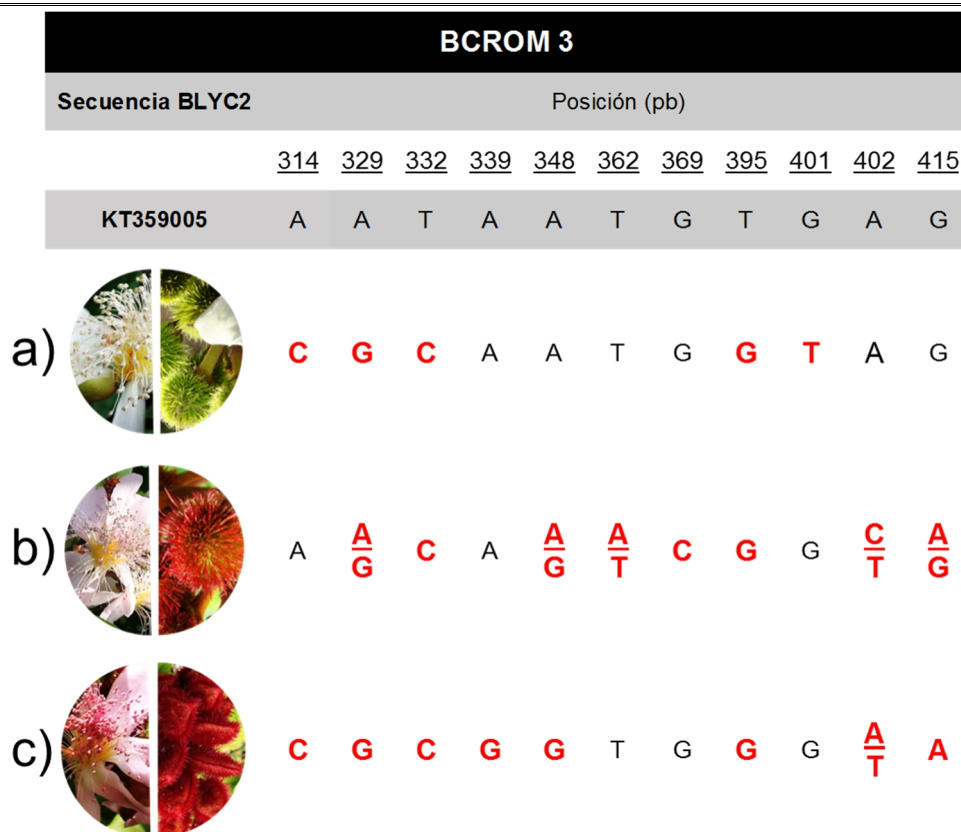 BCROM 3
Secuencia BLYC2 Posición (pb)
314 329 332 339 348 362 369 395 401 402 415
KT359005 A A T A A T G T G A G
a) C G C A A T G G T A G
b) A A/G C A A/G A/T C G G C/T A/G
c) C G C G G T G G G A/T A